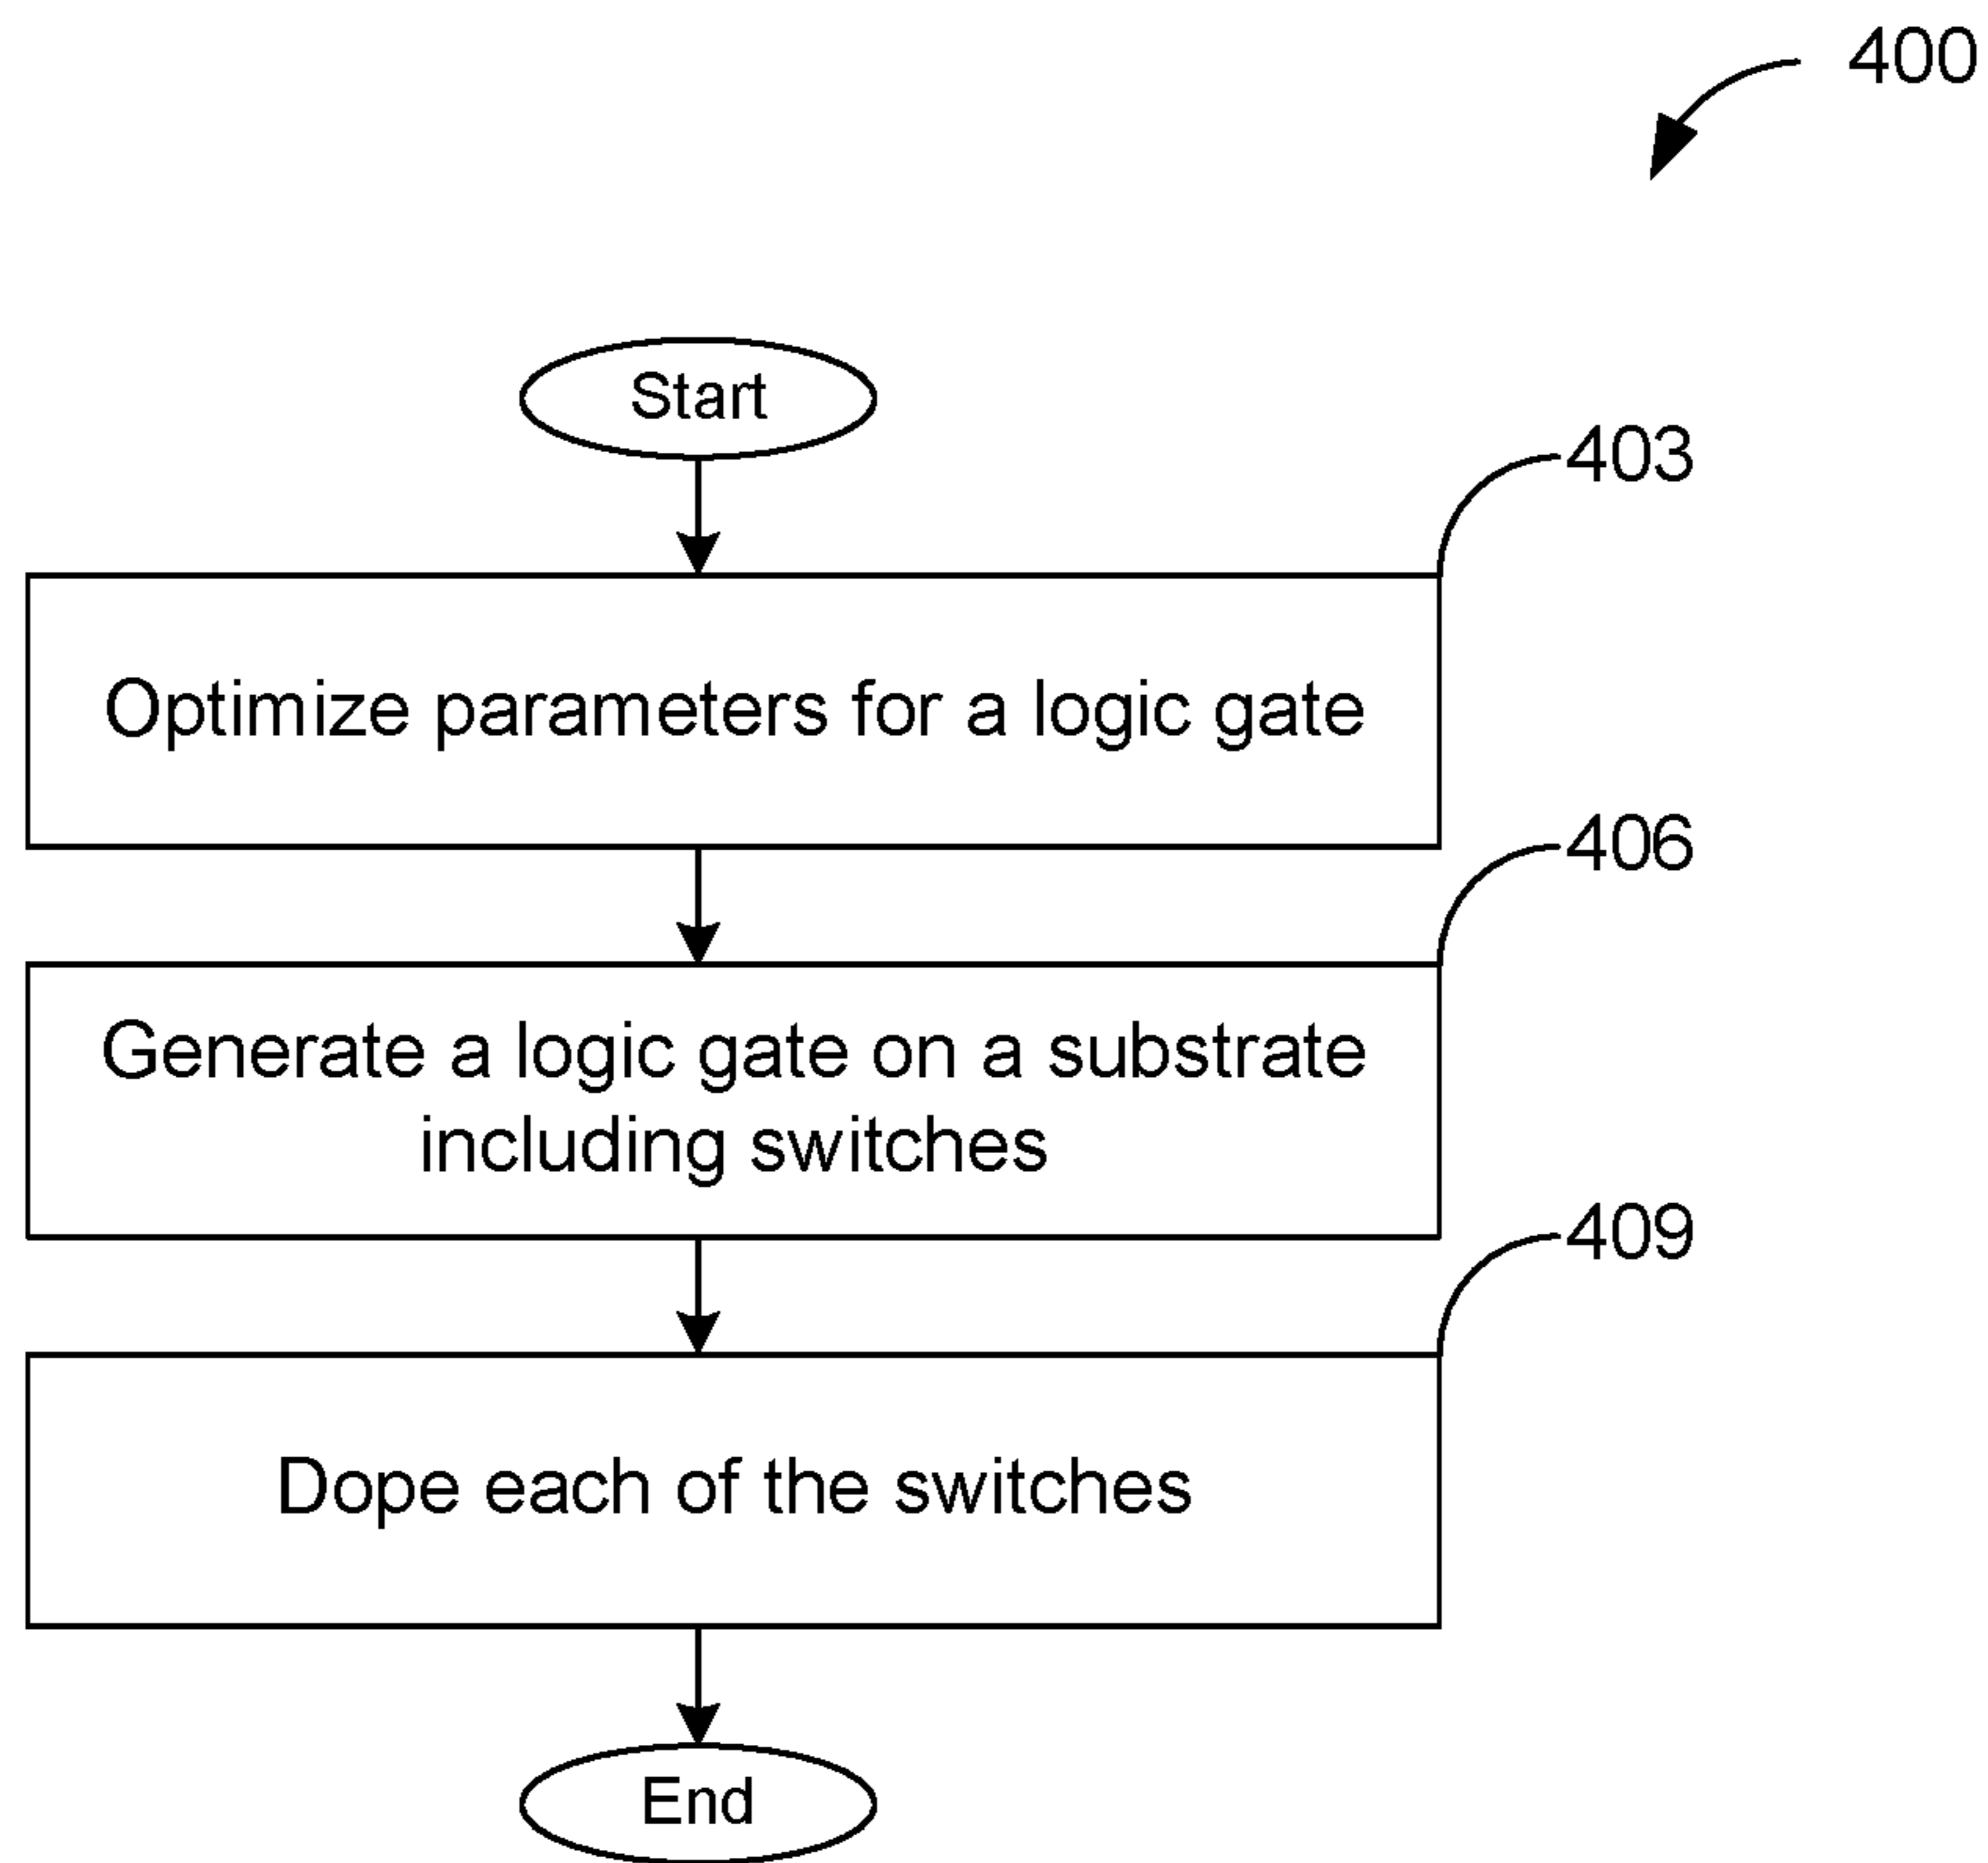 400
Start
403
Optimize parameters for a logic gate
406
Generate a logic gate on a substrate
including switches
409
Dope each of the switches
End